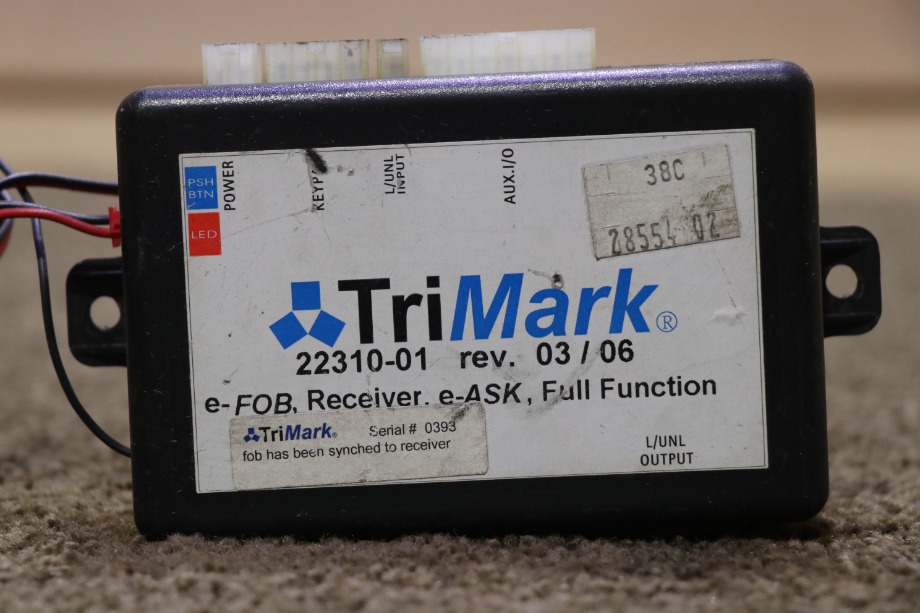 PSH
BTN
LED
POWER
L/UNL
INPUT
AUX.I/O
38C
28554 02
TriMark®
22310-01 rev. 03 / 06
e-FOB, Receiver, e-ASK, Full Function
TriMark® Serial # 0393
fob has been synched to receiver
L/UNL
OUTPUT